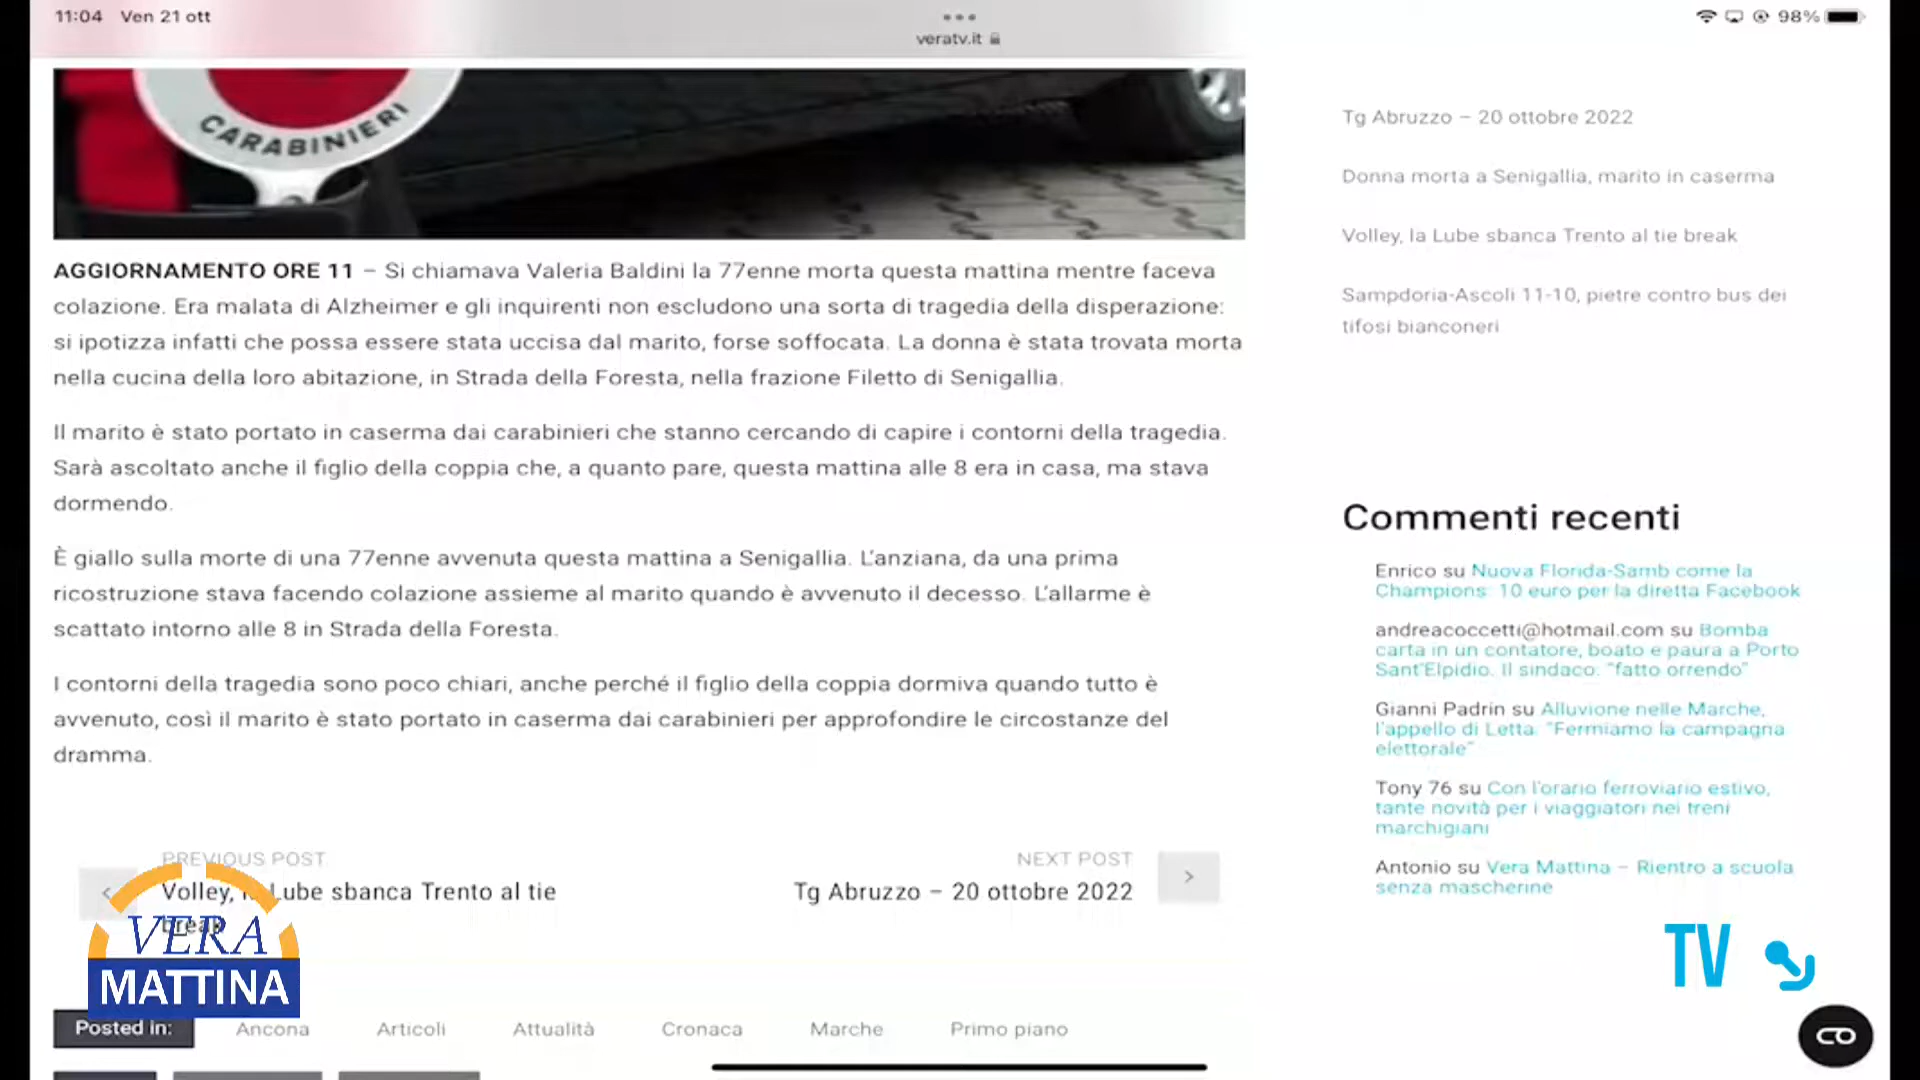 11:04 Ven 21 ott
veratv.it
98%
CARABINIERI
AGGIORNAMENTO ORE 11 – Si chiamava Valeria Baldini la 77enne morta questa mattina mentre faceva
colazione. Era malata di Alzheimer e gli inquirenti non escludono una sorta di tragedia della disperazione:
si ipotizza infatti che possa essere stata uccisa dal marito, forse soffocata. La donna è stata trovata morta
nella cucina della loro abitazione, in Strada della Foresta, nella frazione Filetto di Senigallia.
Il marito è stato portato in caserma dai carabinieri che stanno cercando di capire i contorni della tragedia.
Sarà ascoltato anche il figlio della coppia che, a quanto pare, questa mattina alle 8 era in casa, ma stava
dormendo.
È giallo sulla morte di una 77enne avvenuta questa mattina a Senigallia. L'anziana, da una prima
ricostruzione stava facendo colazione assieme al marito quando è avvenuto il decesso. L'allarme è
scattato intorno alle 8 in Strada della Foresta.
I contorni della tragedia sono poco chiari, anche perché il figlio della coppia dormiva quando tutto è
avvenuto, così il marito è stato portato in caserma dai carabinieri per approfondire le circostanze del
dramma.
PREVIOUS POST
Volley, la Lube sbanca Trento al tie
break
NEXT POST
Tg Abruzzo – 20 ottobre 2022
VERA
MATTINA
Posted in:
Ancona Articoli Attualità Cronaca Marche Primo piano
Tg Abruzzo – 20 ottobre 2022
Donna morta a Senigallia, marito in caserma
Volley, la Lube sbanca Trento al tie break
Sampdoria-Ascoli 11-10, pietre contro bus dei
tifosi bianconeri
Commenti recenti
Enrico su Nuova Florida-Samb come la
Champions: 10 euro per la diretta Facebook
andreacoccetti@hotmail.com su Bomba
carta in un contatore, boato e paura a Porto
Sant'Elpidio. Il sindaco: "fatto orrendo"
Gianni Padrin su Alluvione nelle Marche,
l'appello di Letta: "Fermiamo la campagna
elettorale"
Tony 76 su Con l'orario ferroviario estivo,
tante novità per i viaggiatori nei treni
marchigiani
Antonio su Vera Mattina – Rientro a scuola
senza mascherine
TV